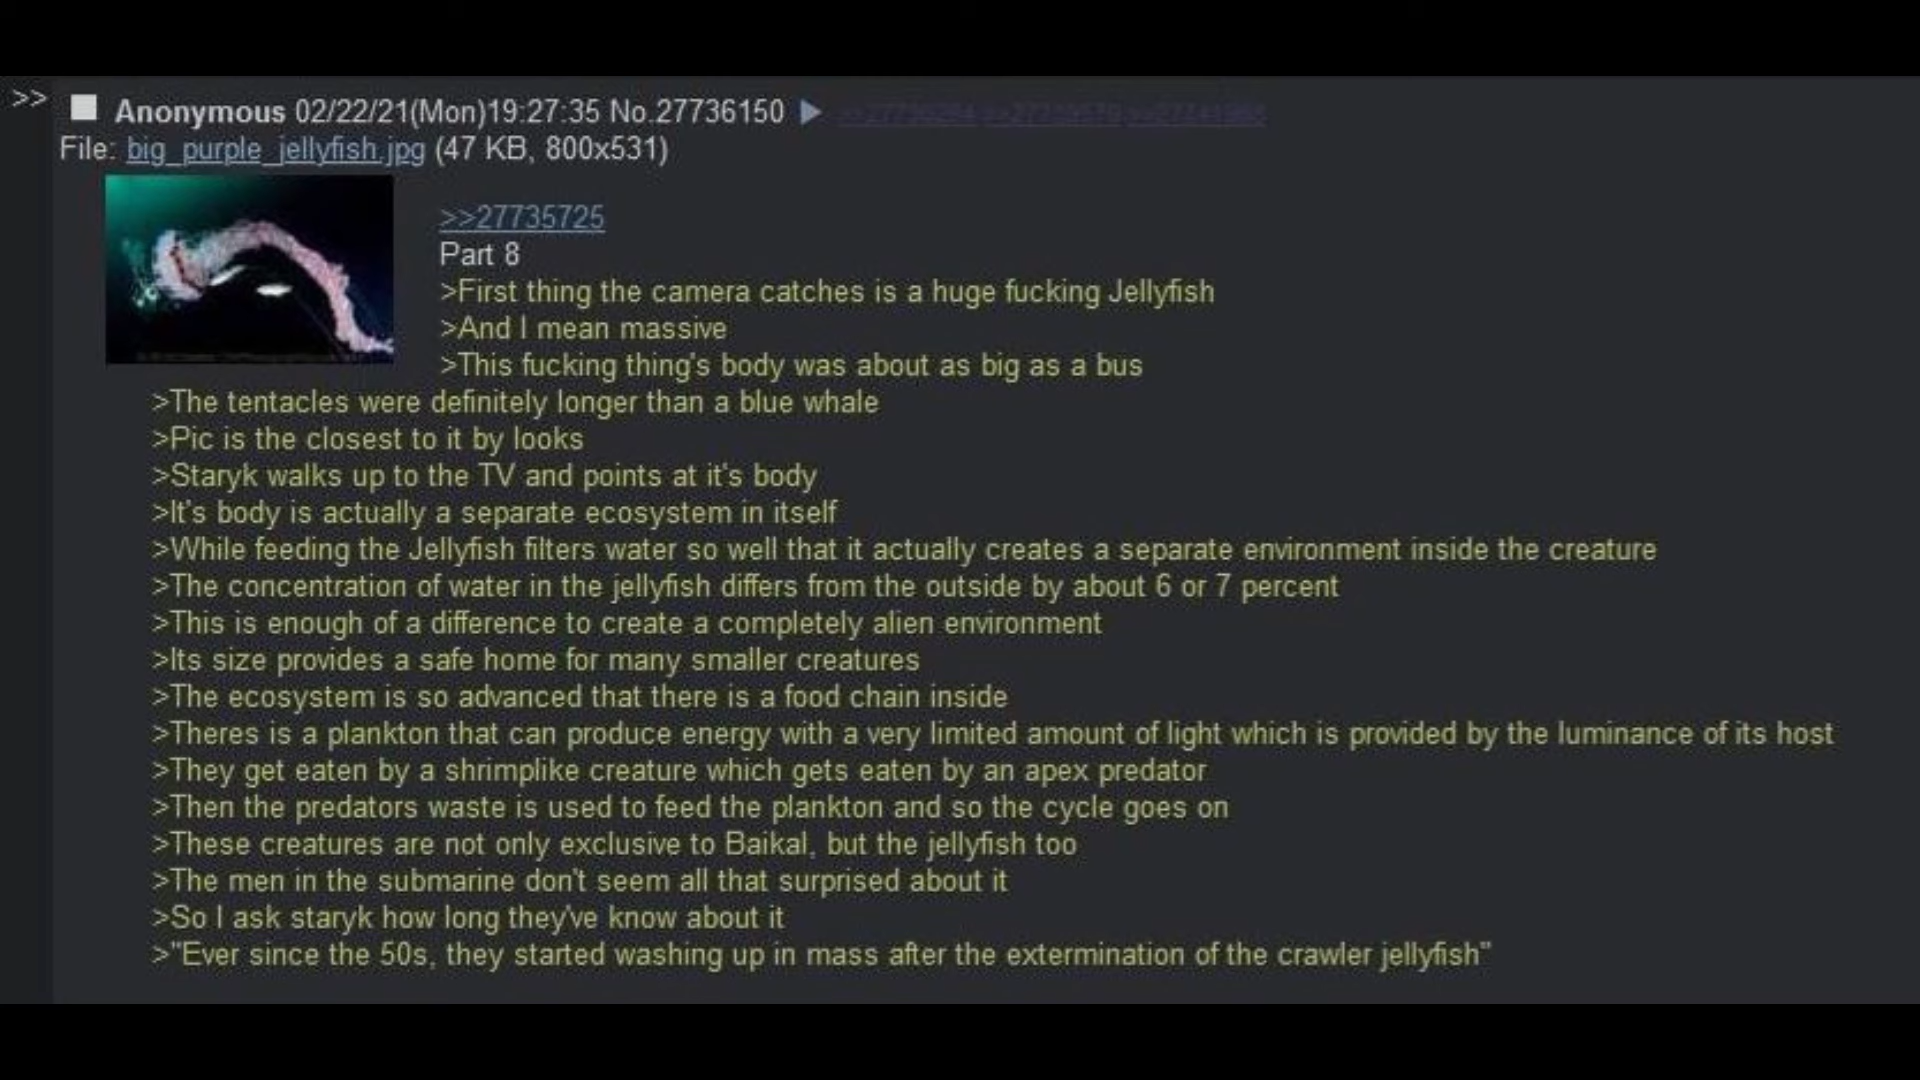 >>
Anonymous 02/22/21(Mon)19:27:35 No.27736150
File: big_purple_jellyfish.jpg (47 KB, 800x531)
>>27735725
Part 8
>First thing the camera catches is a huge fucking Jellyfish
>And I mean massive
>This fucking thing's body was about as big as a bus
>The tentacles were definitely longer than a blue whale
>Pic is the closest to it by looks
>Staryk walks up to the TV and points at it's body
>It's body is actually a separate ecosystem in itself
>While feeding the Jellyfish filters water so well that it actually creates a separate environment inside the creature
>The concentration of water in the jellyfish differs from the outside by about 6 or 7 percent
>This is enough of a difference to create a completely alien environment
>Its size provides a safe home for many smaller creatures
>The ecosystem is so advanced that there is a food chain inside
>Theres is a plankton that can produce energy with a very limited amount of light which is provided by the luminance of its host
>They get eaten by a shrimplike creature which gets eaten by an apex predator
>Then the predators waste is used to feed the plankton and so the cycle goes on
>These creatures are not only exclusive to Baikal, but the jellyfish too
>The men in the submarine don't seem all that surprised about it
>So I ask staryk how long they've know about it
>"Ever since the 50s, they started washing up in mass after the extermination of the crawler jellyfish"